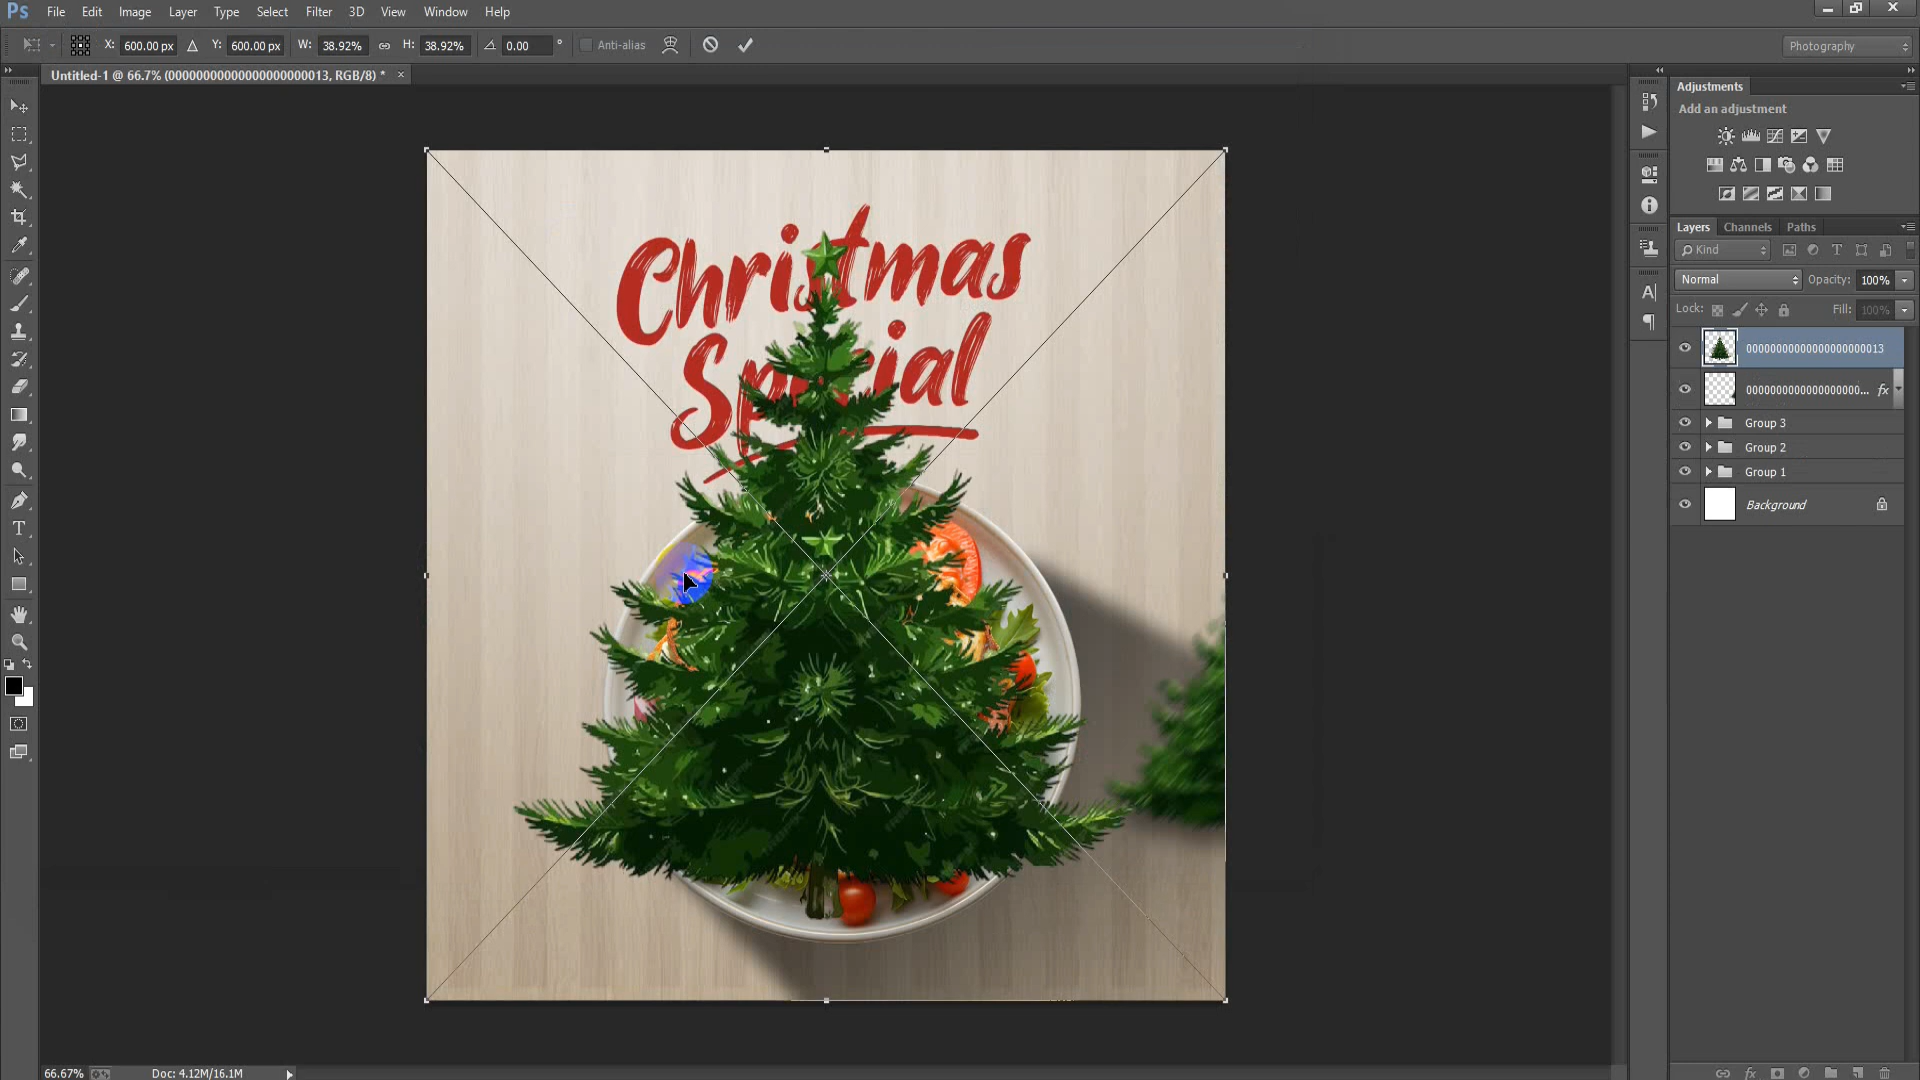 Ps File Edit Image Layer Type Select Filter 3D View Window Help
X: 600.00 px Y: 600.00 px W: 38.92% H: 38.92% 0.00 ° Anti-alias Photography
Untitled-1 @ 66.7% (
, RGB/8) * ×
Adjustments
Add an adjustment
Layers Channels Paths
Kind
Normal Opacity: 100%
Lock: Fill: 100%
fx
Group 3
Group 2
Group 1
Background
Christmas
Special
66.67% Doc: 4.12M/16.1M
fx